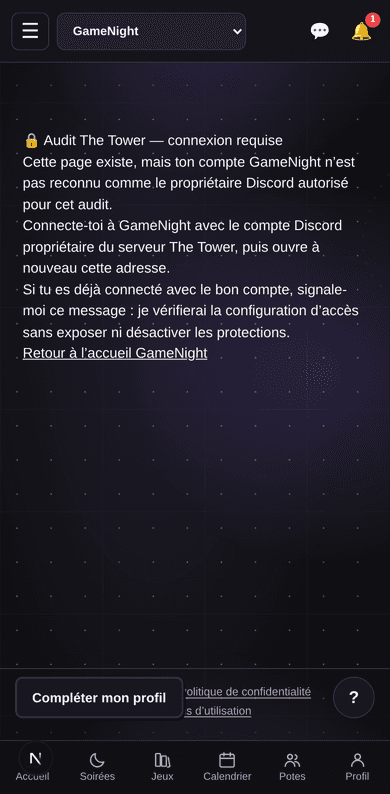 GameNight
1
🔒 Audit The Tower — connexion requise
Cette page existe, mais ton compte GameNight n’est
pas reconnu comme le propriétaire Discord autorisé
pour cet audit.
Connecte-toi à GameNight avec le compte Discord
propriétaire du serveur The Tower, puis ouvre à
nouveau cette adresse.
Si tu es déjà connecté avec le bon compte, signale-
moi ce message : je vérifierai la configuration d’accès
sans exposer ni désactiver les protections.
Retour à l’accueil GameNight
Compléter mon profil
olitique de confidentialité
s d’utilisation
?
N
Accueil
Soirées
Jeux
Calendrier
Potes
Profil